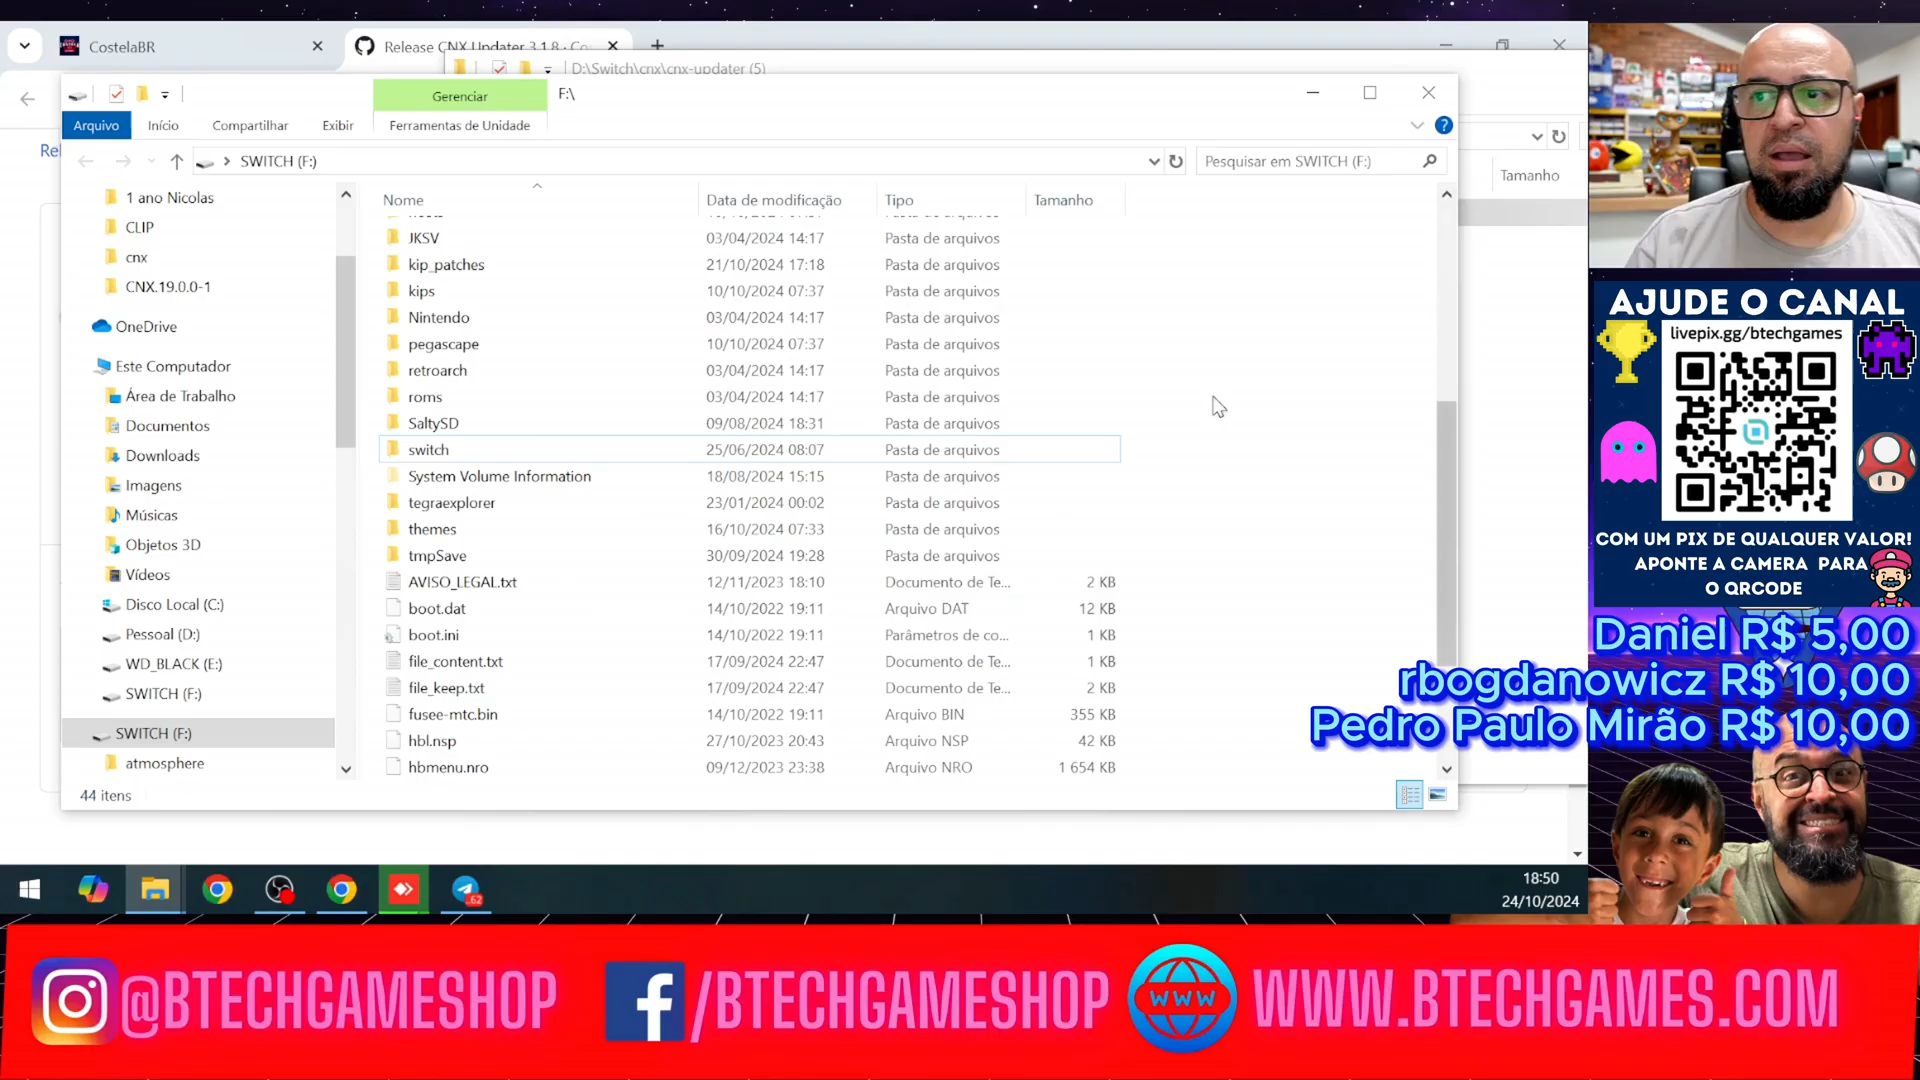 CostelaBR
Release CNX Updater 3.1.8 · Co
D:\Switch\cnx\cnx-updater (5)
Gerenciar
F:\
Arquivo
Início
Compartilhar
Exibir
Ferramentas de Unidade
Rel
SWITCH (F:)
Pesquisar em SWITCH (F:)
Tamanho
1 ano Nicolas
CLIP
cnx
CNX.19.0.0-1
OneDrive
Este Computador
Área de Trabalho
Documentos
Downloads
Imagens
Músicas
Objetos 3D
Vídeos
Disco Local (C:)
Pessoal (D:)
WD_BLACK (E:)
SWITCH (F:)
SWITCH (F:)
atmosphere
Nome Data de modificação Tipo Tamanho
JKSV 03/04/2024 14:17 Pasta de arquivos
kip_patches 21/10/2024 17:18 Pasta de arquivos
kips 10/10/2024 07:37 Pasta de arquivos
Nintendo 03/04/2024 14:17 Pasta de arquivos
pegascape 10/10/2024 07:37 Pasta de arquivos
retroarch 03/04/2024 14:17 Pasta de arquivos
roms 03/04/2024 14:17 Pasta de arquivos
SaltySD 09/08/2024 18:31 Pasta de arquivos
switch 25/06/2024 08:07 Pasta de arquivos
System Volume Information 18/08/2024 15:15 Pasta de arquivos
tegraexplorer 23/01/2024 00:02 Pasta de arquivos
themes 16/10/2024 07:33 Pasta de arquivos
tmpSave 30/09/2024 19:28 Pasta de arquivos
AVISO_LEGAL.txt 12/11/2023 18:10 Documento de Te... 2 KB
boot.dat 14/10/2022 19:11 Arquivo DAT 12 KB
boot.ini 14/10/2022 19:11 Parâmetros de co... 1 KB
file_content.txt 17/09/2024 22:47 Documento de Te... 1 KB
file_keep.txt 17/09/2024 22:47 Documento de Te... 2 KB
fusee-mtc.bin 14/10/2022 19:11 Arquivo BIN 355 KB
hbl.nsp 27/10/2023 20:43 Arquivo NSP 42 KB
hbmenu.nro 09/12/2023 23:38 Arquivo NRO 1 654 KB
44 itens
AJUDE O CANAL
livepix.gg/btechgames
COM UM PIX DE QUALQUER VALOR!
APONTE A CAMERA PARA
O QRCODE
Daniel R$ 5,00
rbogdanowicz R$ 10,00
Pedro Paulo Mirão R$ 10,00
62
18:50
24/10/2024
@BTECHGAMESHOP
/BTECHGAMESHOP
WWW
WWW.BTECHGAMES.COM